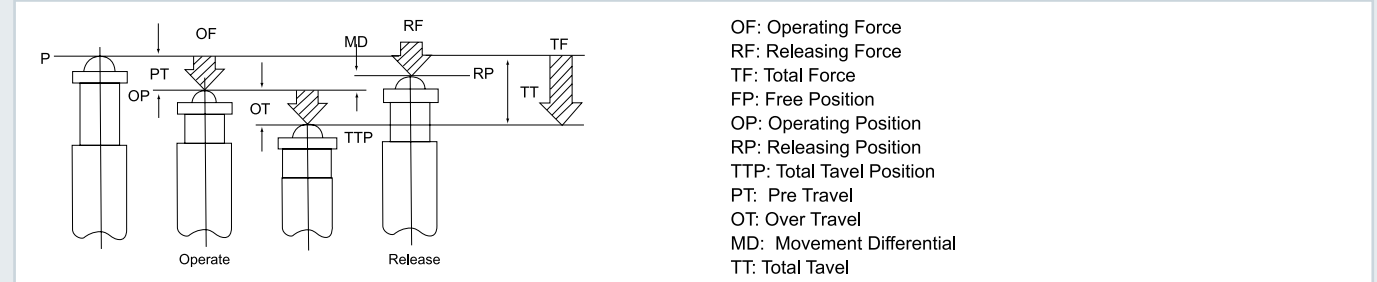 OF
RF
MD
TF
P
PT
RP
OP
OT
TT
TTP
Operate
Release
OF: Operating Force
RF: Releasing Force
TF: Total Force
FP: Free Position
OP: Operating Position
RP: Releasing Position
TTP: Total Tavel Position
PT: Pre Travel
OT: Over Travel
MD: Movement Differential
TT: Total Tavel